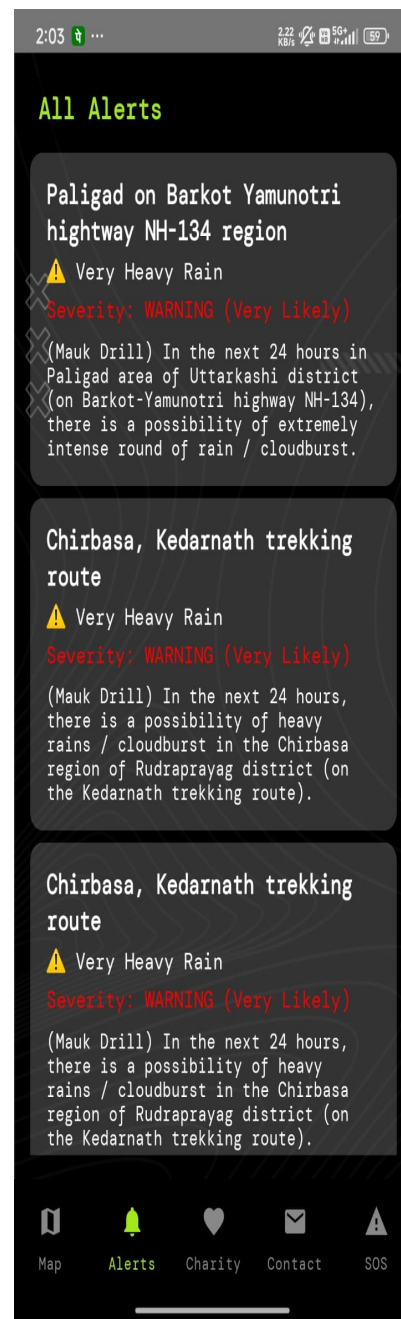 2:03 पे ...
2.22 KB/s 5G+ 59
All Alerts
Paligad on Barkot Yamunotri
hightway NH-134 region
Very Heavy Rain
Severity: WARNING (Very Likely)
(Mauk Drill) In the next 24 hours in
Paligad area of Uttarkashi district
(on Barkot-Yamunotri highway NH-134),
there is a possibility of extremely
intense round of rain / cloudburst.
Chirbasa, Kedarnath trekking
route
Very Heavy Rain
Severity: WARNING (Very Likely)
(Mauk Drill) In the next 24 hours,
there is a possibility of heavy
rains / cloudburst in the Chirbasa
region of Rudraprayag district (on
the Kedarnath trekking route).
Chirbasa, Kedarnath trekking
route
Very Heavy Rain
Severity: WARNING (Very Likely)
(Mauk Drill) In the next 24 hours,
there is a possibility of heavy
rains / cloudburst in the Chirbasa
region of Rudraprayag district (on
the Kedarnath trekking route).
Map Alerts Charity Contact SOS